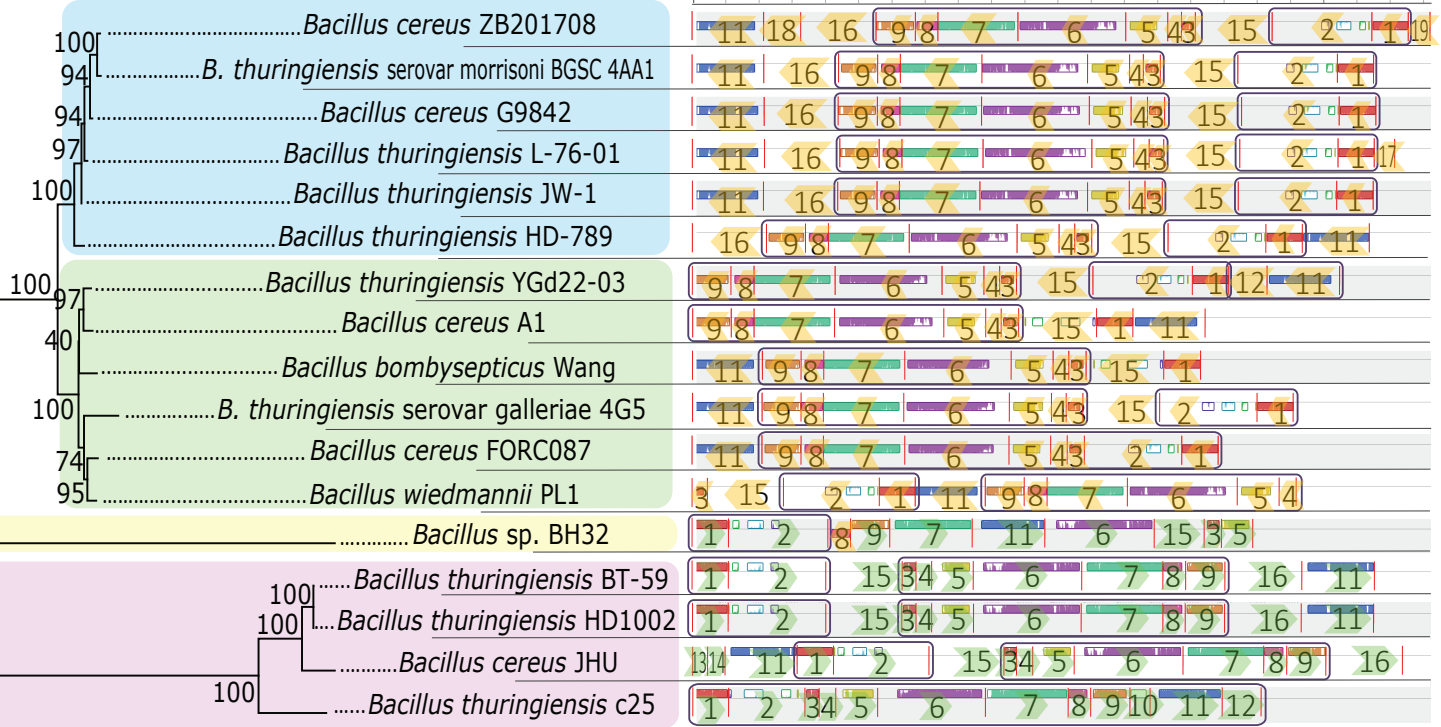 Bacillus cereus ZB201708 11 18 16 9 8 7 6 5 4 3 15 2 1 19
100
B. thuringiensis serovar morrisoni BGSC 4AA1 11 16 9 8 7 6 5 4 3 15 2 1
94
Bacillus cereus G9842 11 16 9 8 7 6 5 4 3 15 2 1
94
Bacillus thuringiensis L-76-01 11 16 9 8 7 6 5 4 3 15 2 1 17
97
Bacillus thuringiensis JW-1 11 16 9 8 7 6 5 4 3 15 2 1
100
Bacillus thuringiensis HD-789 16 9 8 7 6 5 4 3 15 2 1 11
Bacillus thuringiensis YGd22-03 9 8 7 6 5 4 3 15 2 1 12 11
100 97
Bacillus cereus A1 9 8 7 6 5 4 3 15 1 11
40
Bacillus bombysepticus Wang 11 9 8 7 6 5 4 3 15 1
B. thuringiensis serovar galleriae 4G5 11 9 8 7 6 5 4 3 15 2 1
100
Bacillus cereus FORC087 11 9 8 7 6 5 4 3 2 1
74
Bacillus wiedmannii PL1 3 15 2 1 11 9 8 7 6 5 4
95
Bacillus sp. BH32 1 2 8 9 7 11 6 15 3 5
Bacillus thuringiensis BT-59 1 2 15 3 4 5 6 7 8 9 16 11
100
Bacillus thuringiensis HD1002 1 2 15 3 4 5 6 7 8 9 16 11
100
Bacillus cereus JHU 13 14 11 1 2 15 3 4 5 6 7 8 9 16
100
Bacillus thuringiensis c25 1 2 3 4 5 6 7 8 9 10 11 12